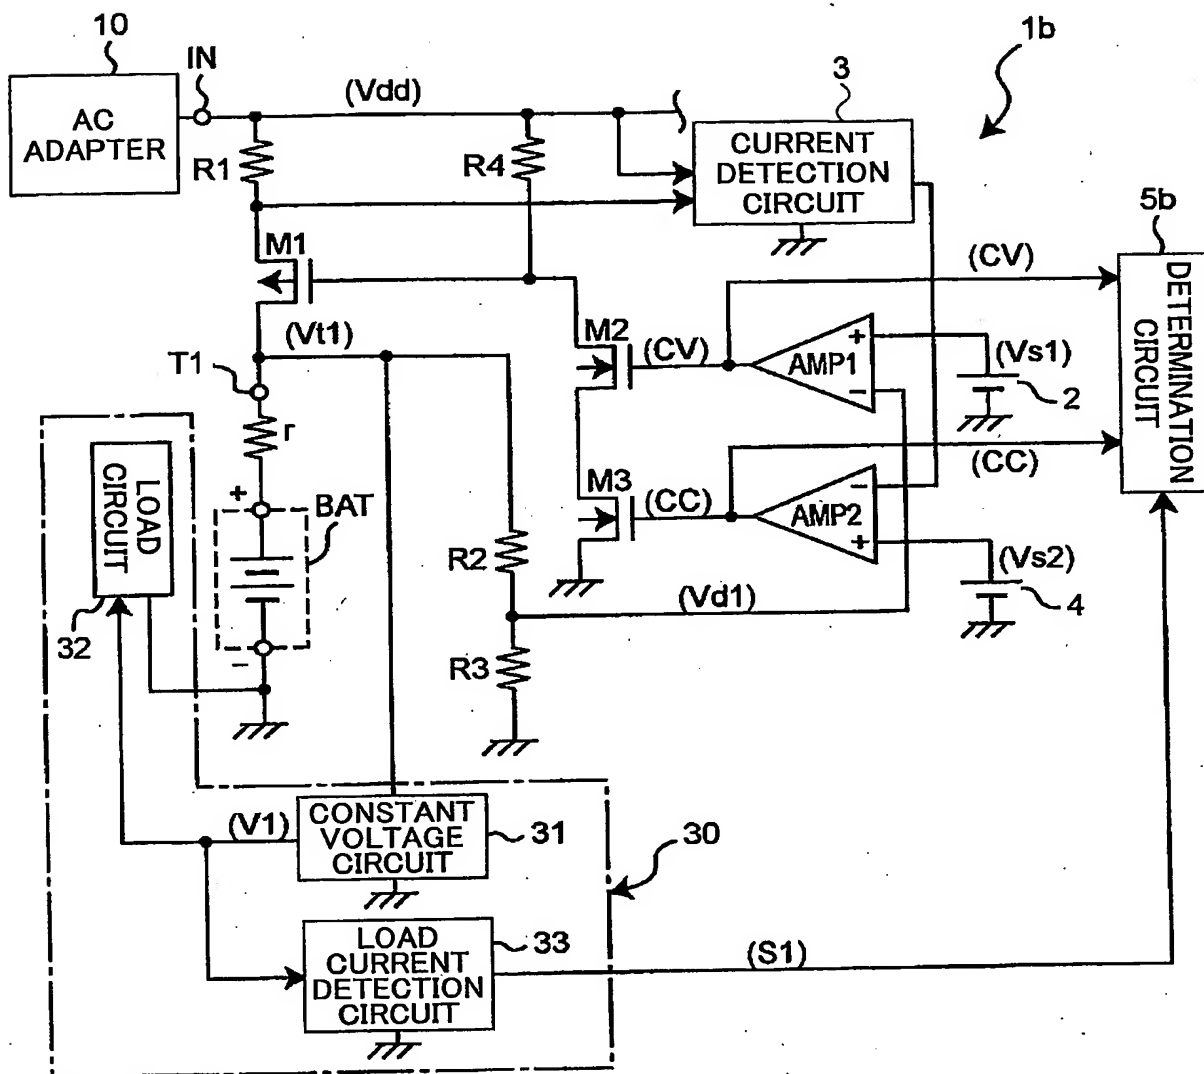 10
IN
AC
ADAPTER
(Vdd)
R1
R4
3
CURRENT
DETECTION
CIRCUIT
1b
5b
DETERMINATION
CIRCUIT
M1
(CV)
(Vt1)
M2
(CV)
AMP1
+
−
(Vs1)
2
T1
r
LOAD
CIRCUIT
32
+
BAT
−
M3
(CC)
AMP2
−
+
(CC)
(Vs2)
4
R2
(Vd1)
R3
(V1)
CONSTANT
VOLTAGE
CIRCUIT
31
30
LOAD
CURRENT
DETECTION
CIRCUIT
33
(S1)